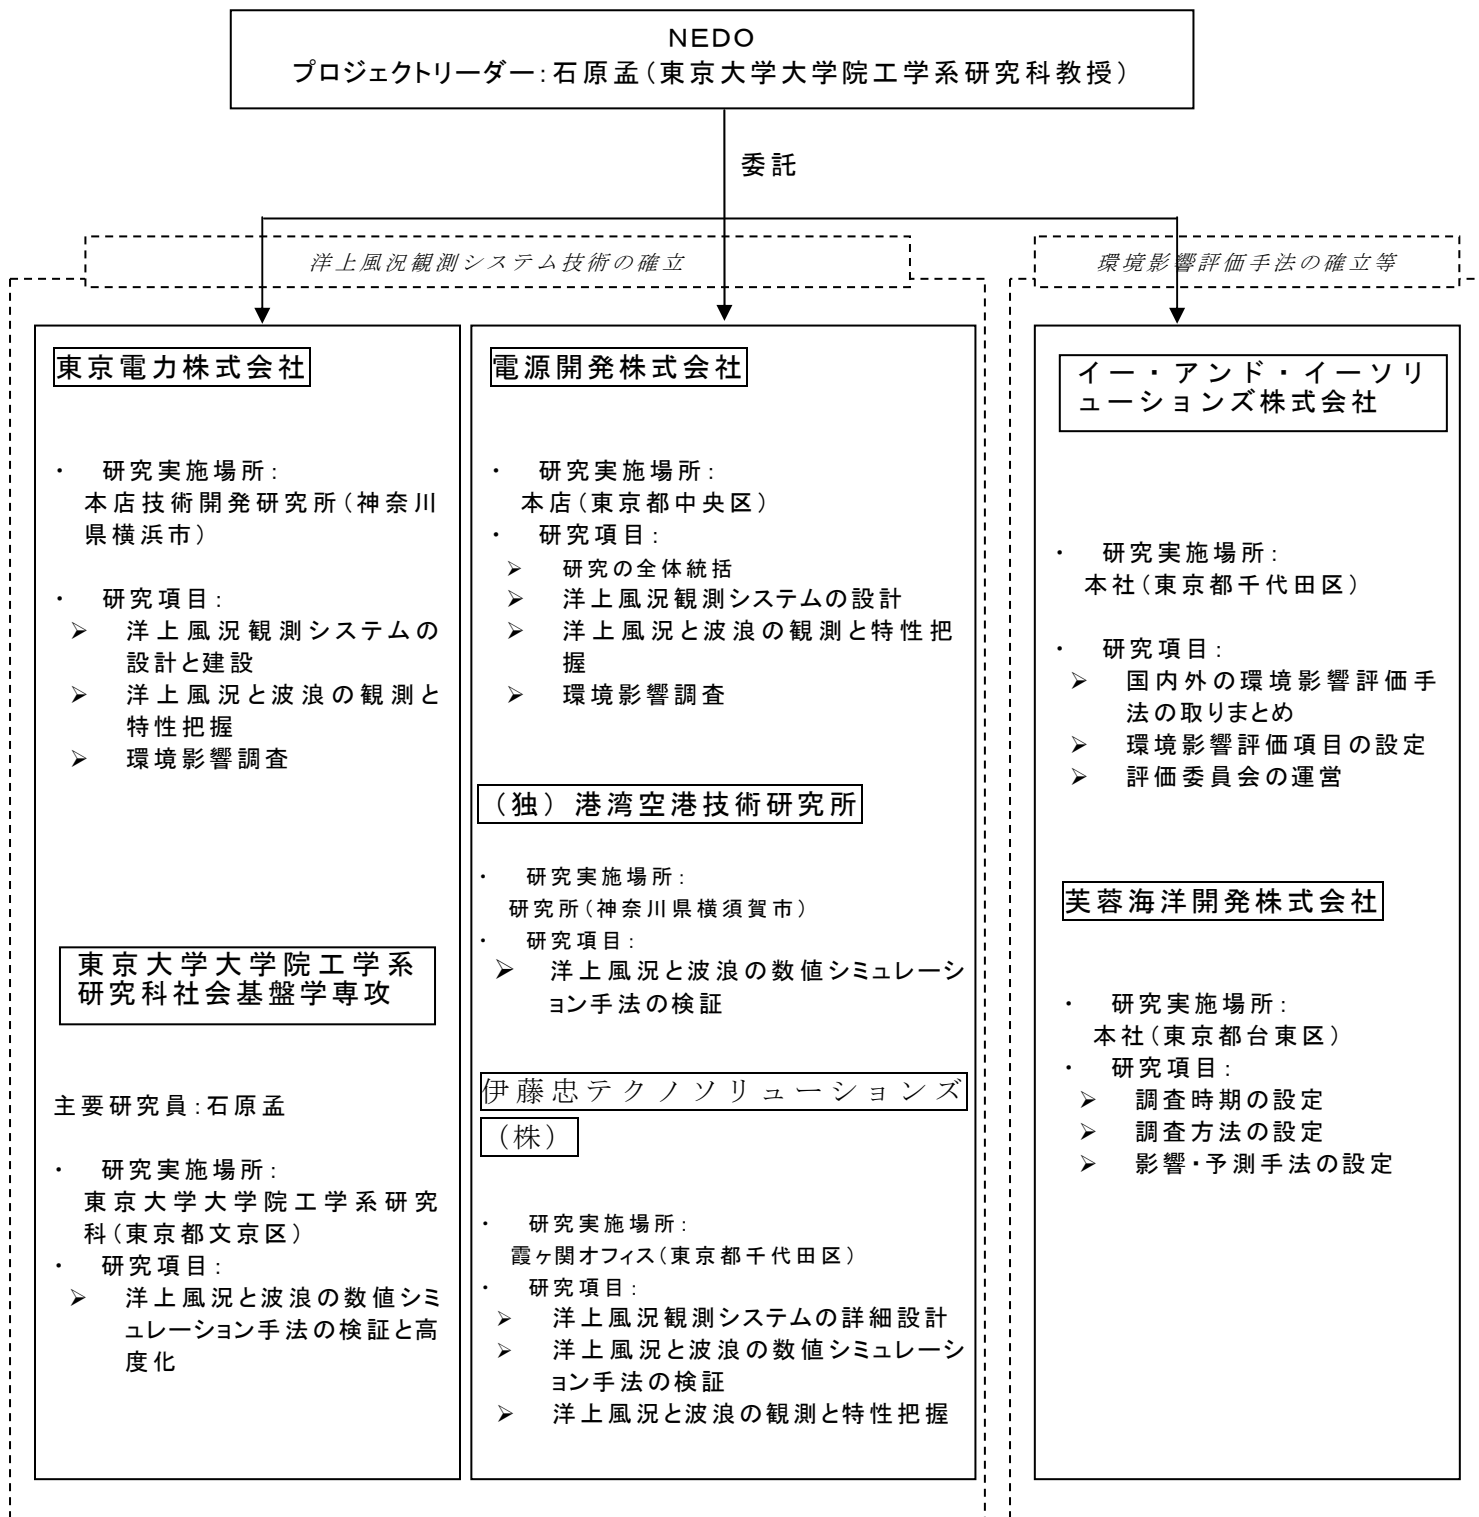 NEDO
プロジェクトリーダー：石原孟（東京大学大学院工学系研究科教授）
委託
洋上風況観測システム技術の確立
環境影響評価手法の確立等
東京電力株式会社
・ 研究実施場所：
本店技術開発研究所（神奈川
県横浜市）
・ 研究項目：
➢ 洋上風況観測システムの
設計と建設
➢ 洋上風況と波浪の観測と
特性把握
➢ 環境影響調査
東京大学大学院工学系
研究科社会基盤学専攻
主要研究員：石原孟
・ 研究実施場所：
東京大学大学院工学系研究
科（東京都文京区）
・ 研究項目：
➢ 洋上風況と波浪の数値シミ
ュレーション手法の検証と高
度化
電源開発株式会社
・ 研究実施場所：
本店（東京都中央区）
・ 研究項目：
➢ 研究の全体統括
➢ 洋上風況観測システムの設計
➢ 洋上風況と波浪の観測と特性把
握
➢ 環境影響調査
（独）港湾空港技術研究所
・ 研究実施場所：
研究所（神奈川県横須賀市）
・ 研究項目：
➢ 洋上風況と波浪の数値シミュレーシ
ョン手法の検証
伊藤忠テクノソリューションズ
（株）
・ 研究実施場所：
霞ヶ関オフィス（東京都千代田区）
・ 研究項目：
➢ 洋上風況観測システムの詳細設計
➢ 洋上風況と波浪の数値シミュレーシ
ョン手法の検証
➢ 洋上風況と波浪の観測と特性把握
イー・アンド・イーソリ
ューションズ株式会社
・ 研究実施場所：
本社（東京都千代田区）
・ 研究項目：
➢ 国内外の環境影響評価手
法の取りまとめ
➢ 環境影響評価項目の設定
➢ 評価委員会の運営
芙蓉海洋開発株式会社
・ 研究実施場所：
本社（東京都台東区）
・ 研究項目：
➢ 調査時期の設定
➢ 調査方法の設定
➢ 影響・予測手法の設定